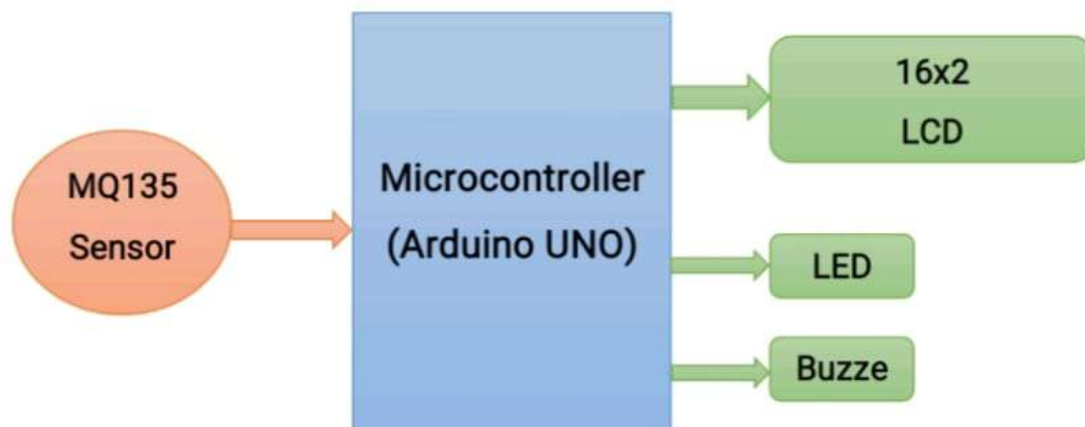 MQ135
Sensor
Microcontroller
(Arduino UNO)
16x2
LCD
LED
Buzze